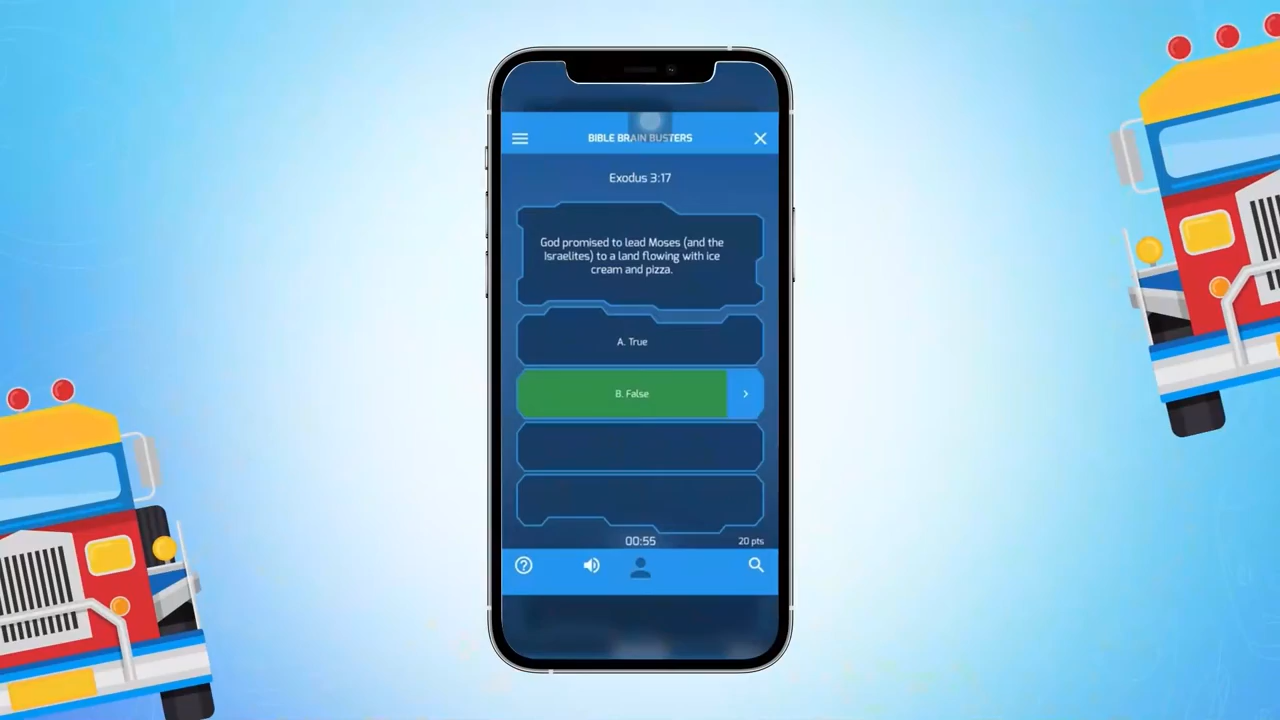 BIBLE BRAIN BUSTERS
Exodus 3:17
God promised to lead Moses (and the
Israelites) to a land flowing with ice
cream and pizza.
A. True
B. False
00:55
20 pts